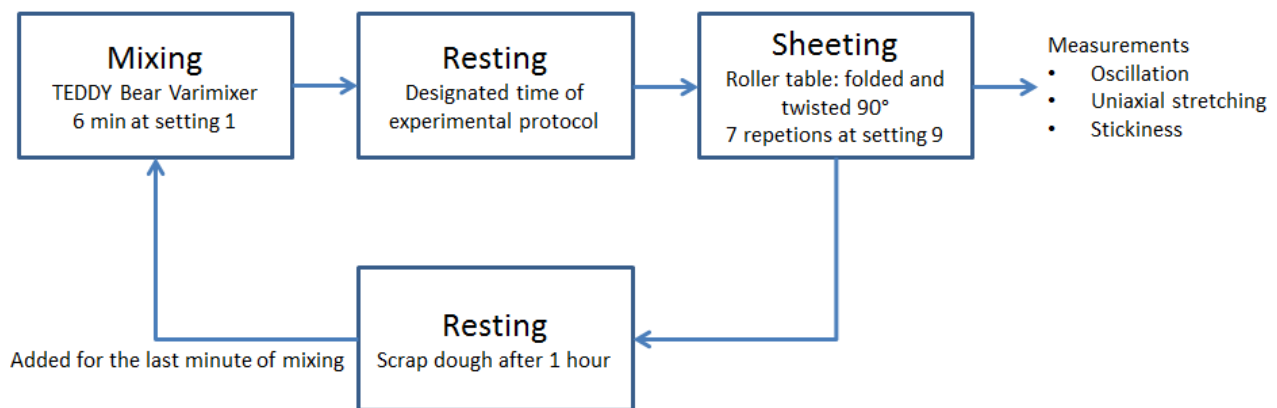 Mixing
TEDDY Bear Varimixer
6 min at setting 1
Resting
Designated time of
experimental protocol
Sheeting
Roller table: folded and
twisted 90°
7 repetions at setting 9
Measurements
• Oscillation
• Uniaxial stretching
• Stickiness
Resting
Scrap dough after 1 hour
Added for the last minute of mixing